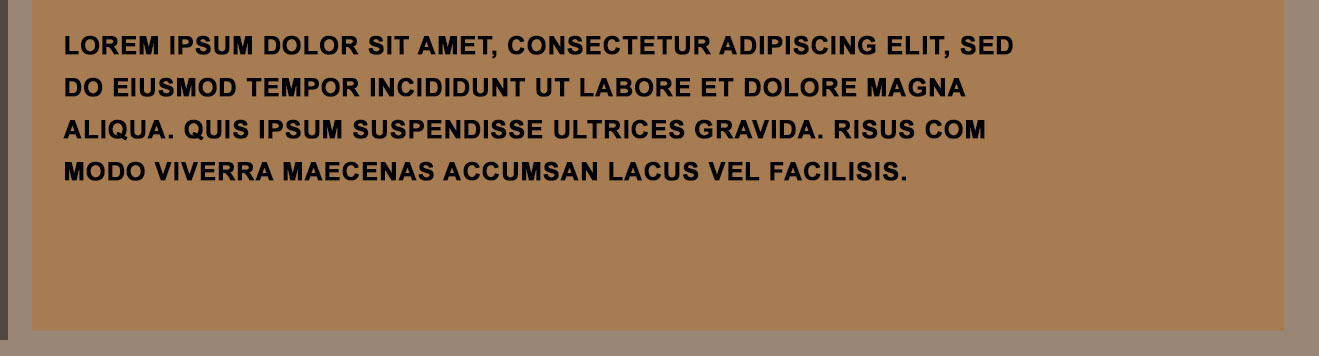 LOREM IPSUM DOLOR SIT AMET, CONSECTETUR ADIPISCING ELIT, SED
DO EIUSMOD TEMPOR INCIDIDUNT UT LABORE ET DOLORE MAGNA
ALIQUA. QUIS IPSUM SUSPENDISSE ULTRICES GRAVIDA. RISUS COM
MODO VIVERRA MAECENAS ACCUMSAN LACUS VEL FACILISIS.